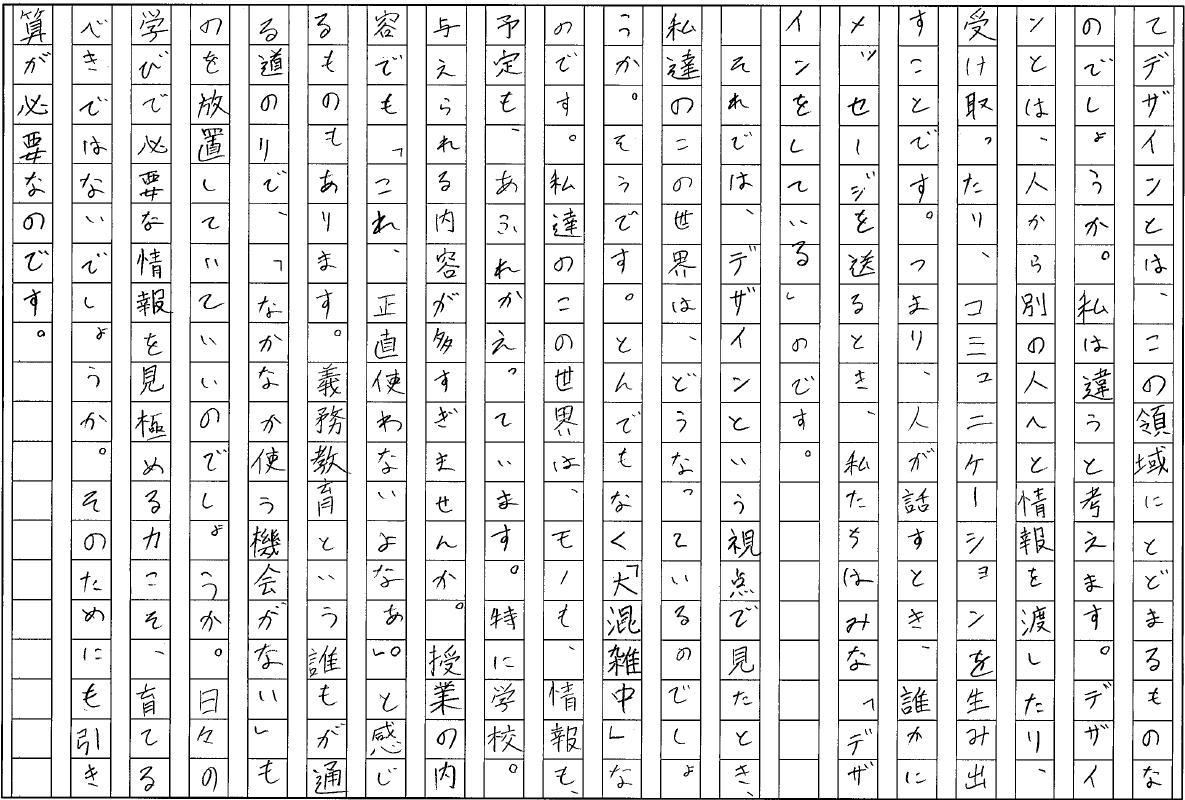 てデザインとは、この領域にとどまるものな
のでしょうか。私は違うと考えます。デザイ
ンとは、人から別の人へと情報を渡したり、
受け取ったり、コミュニケーションを生み出
すことです。つまり、人が話すとき、誰かに
メッセージを送るとき、私たちはみな「デザ
インをしている」のです。
それでは、デザインという視点で見たとき、
私達のこの世界は、どうなっているのでしょ
うか。そうです。とんでもなく「大混雑中」な
のです。私達のこの世界は、モノも、情報も、
予定も、あふれかえっています。特に学校。
与えられる内容が多すぎませんか。授業の内
容でも「これ、正直使わないよなあ。」と感じ
るものもあります。義務教育という誰もが通
る道のりで、「なかなか使う機会がない」も
のを放置していていいのでしょうか。日々の
学びで必要な情報を見極める力こそ、育てる
べきではないでしょうか。そのためにも引き
算が必要なのです。